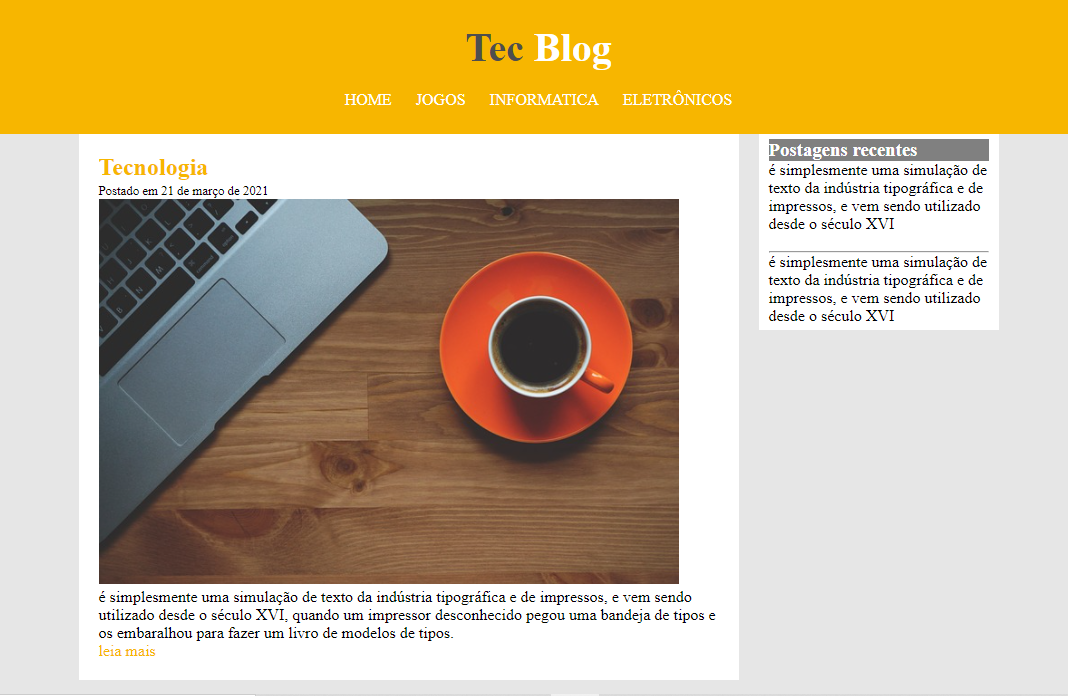 Tec Blog
HOME JOGOS INFORMATICA ELETRÔNICOS
Tecnologia
Postado em 21 de março de 2021
é simplesmente uma simulação de texto da indústria tipográfica e de impressos, e vem sendo
utilizado desde o século XVI, quando um impressor desconhecido pegou uma bandeja de tipos e
os embaralhou para fazer um livro de modelos de tipos.
leia mais
Postagens recentes
é simplesmente uma simulação de
texto da indústria tipográfica e de
impressos, e vem sendo utilizado
desde o século XVI
é simplesmente uma simulação de
texto da indústria tipográfica e de
impressos, e vem sendo utilizado
desde o século XVI